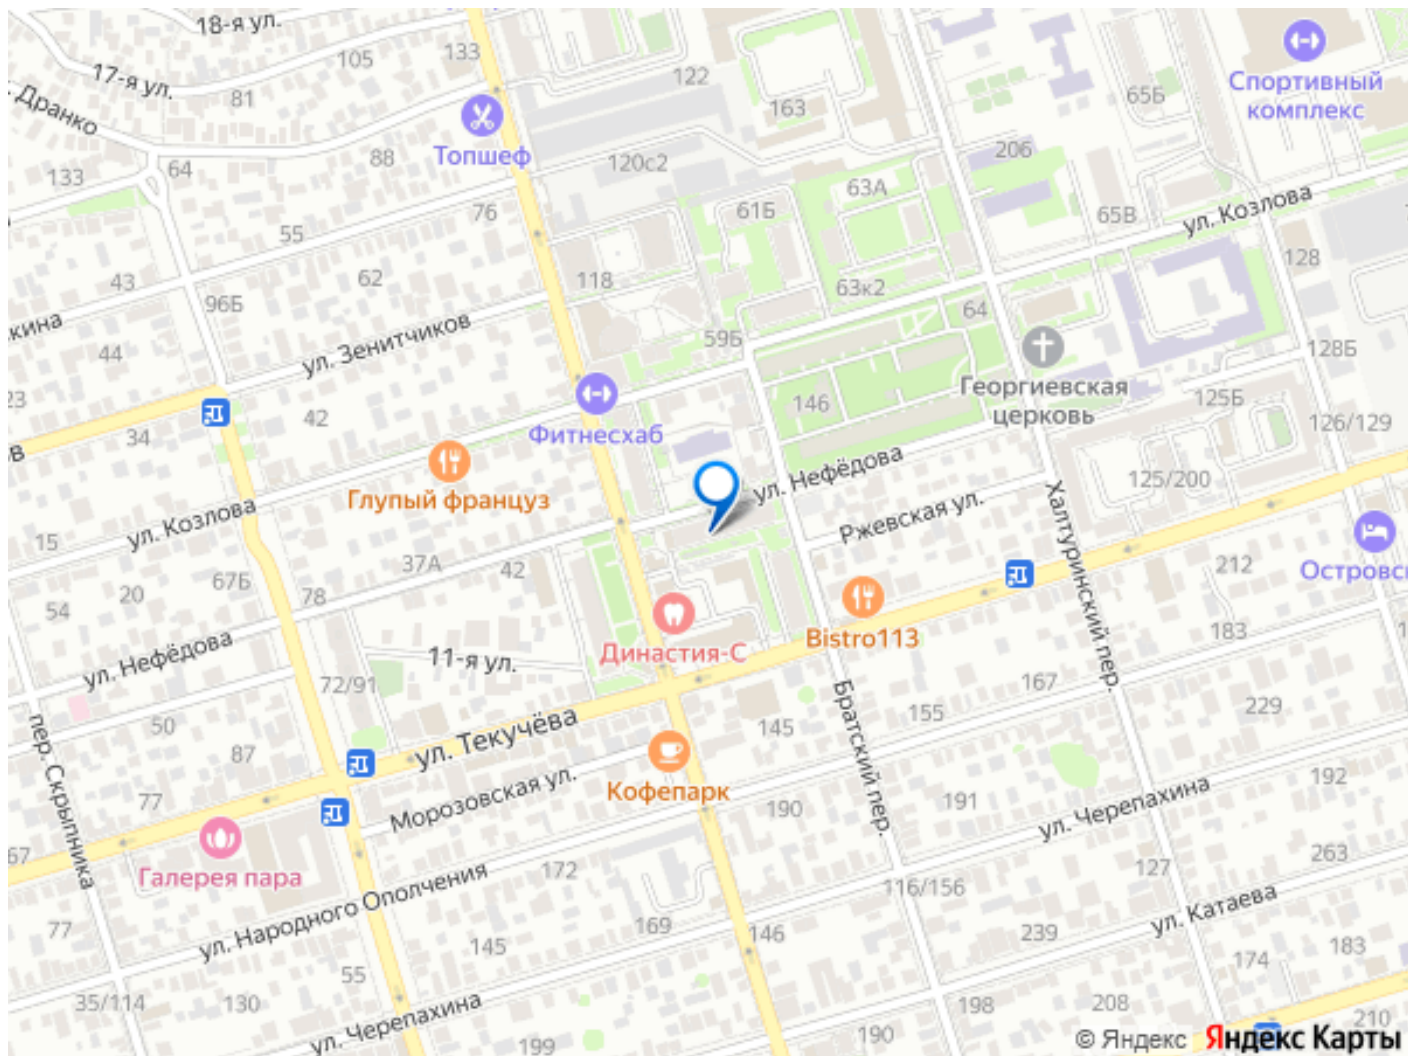 18-я ул.
105
133
122
17-я ул.
81
163
65Б
Спортивный
комплекс
Дранко
Топшеф
88
120с2
206
133
64
76
63А
61Б
65В
ул. Козлова
55
43
62
118
63к2
128
96Б
64
кина
ул. Зенитчиков
59Б
44
128Б
Георгиевская
церковь
23
42
146
125Б
126/129
34
Фитнесхаб
Глупый француз
ул. Нефёдова
125/200
ул. Козлова
Ржевская ул.
Халтуринский пер.
15
37А
42
212
Островск
67Б
20
54
78
Bistro113
183
ул. Нефёдова
11-я ул.
Династия-С
72/91
167
155
229
Братский пер.
50
87
ул. Текучёва
145
пер. Скрыпника
77
Морозовская ул.
Кофепарк
190
191
192
ул. Черепахина
67
Галерея пара
172
127
263
116/156
ул. Народного Ополчения
ул. Катаева
77
145
169
146
239
183
174
55
35/114
130
198
208
210
ул. Черепахина
199
190
© Яндекс Яндекс Карты